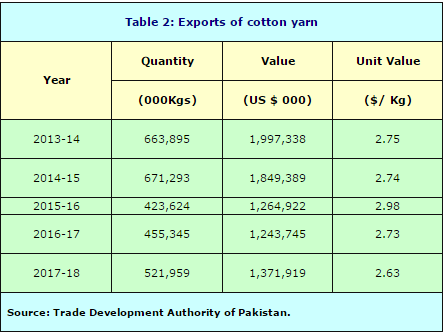 Table 2: Exports of cotton yarn
Year Quantity Value Unit Value
(000Kgs) (US $ 000) ($/ Kg)
2013-14 663,895 1,997,338 2.75
2014-15 671,293 1,849,389 2.74
2015-16 423,624 1,264,922 2.98
2016-17 455,345 1,243,745 2.73
2017-18 521,959 1,371,919 2.63
Source: Trade Development Authority of Pakistan.